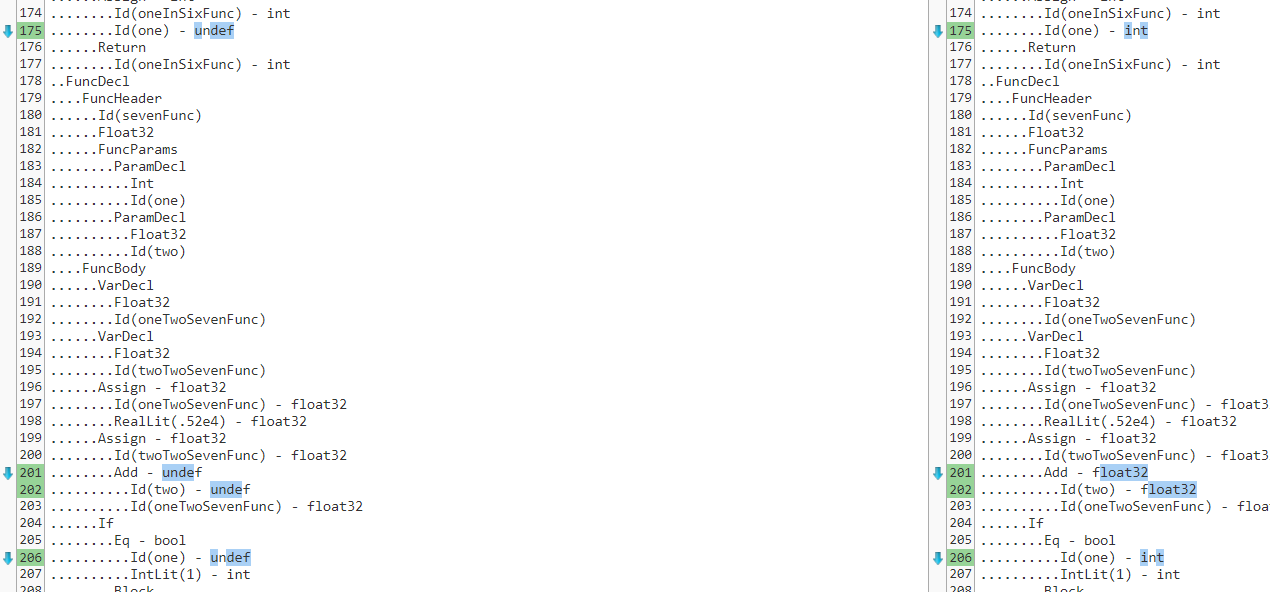 174 ........Id(oneInSixFunc) - int
175 ........Id(one) - undef
176 ......Return
177 ........Id(oneInSixFunc) - int
178 ..FuncDecl
179 ....FuncHeader
180 ......Id(sevenFunc)
181 ......Float32
182 ......FuncParams
183 ........ParamDecl
184 ..........Int
185 ..........Id(one)
186 ........ParamDecl
187 ..........Float32
188 ..........Id(two)
189 ....FuncBody
190 ......VarDecl
191 ........Float32
192 ........Id(oneTwoSevenFunc)
193 ......VarDecl
194 ........Float32
195 ........Id(twoTwoSevenFunc)
196 ......Assign - float32
197 ........Id(oneTwoSevenFunc) - float32
198 ........RealLit(.52e4) - float32
199 ......Assign - float32
200 ........Id(twoTwoSevenFunc) - float32
201 ........Add - undef
202 ..........Id(two) - undef
203 ..........Id(oneTwoSevenFunc) - float32
204 ......If
205 ........Eq - bool
206 ..........Id(one) - undef
207 ..........IntLit(1) - int
208 ........Block
174 ........Id(oneInSixFunc) - int
175 ........Id(one) - int
176 ......Return
177 ........Id(oneInSixFunc) - int
178 ..FuncDecl
179 ....FuncHeader
180 ......Id(sevenFunc)
181 ......Float32
182 ......FuncParams
183 ........ParamDecl
184 ..........Int
185 ..........Id(one)
186 ........ParamDecl
187 ..........Float32
188 ..........Id(two)
189 ....FuncBody
190 ......VarDecl
191 ........Float32
192 ........Id(oneTwoSevenFunc)
193 ......VarDecl
194 ........Float32
195 ........Id(twoTwoSevenFunc)
196 ......Assign - float32
197 ........Id(oneTwoSevenFunc) - float3
198 ........RealLit(.52e4) - float32
199 ......Assign - float32
200 ........Id(twoTwoSevenFunc) - float3
201 ........Add - float32
202 ..........Id(two) - float32
203 ..........Id(oneTwoSevenFunc) - floa
204 ......If
205 ........Eq - bool
206 ..........Id(one) - int
207 ..........IntLit(1) - int
208 ........Block